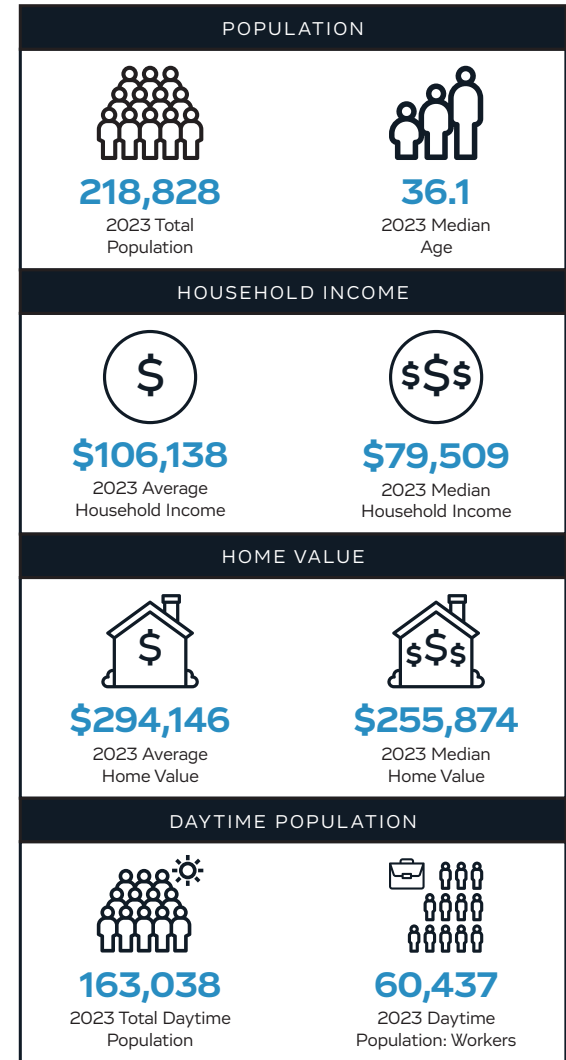 POPULATION
218,828
2023 Total
Population
36.1
2023 Median
Age
HOUSEHOLD INCOME
$
$106,138
2023 Average
Household Income
$$$
$79,509
2023 Median
Household Income
HOME VALUE
$
$294,146
2023 Average
Home Value
$$$
$255,874
2023 Median
Home Value
DAYTIME POPULATION
163,038
2023 Total Daytime
Population
60,437
2023 Daytime
Population: Workers